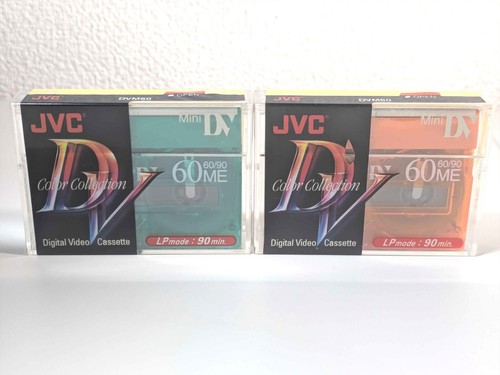 DVM60
JVC
Mini DV
60 60/90
ME
Color Collection
DV
Digital Video Cassette
LP mode : 90 min.
DVM60
JVC
Mini DV
60 60/90
ME
Color Collection
DV
Digital Video Cassette
LP mode : 90 min.